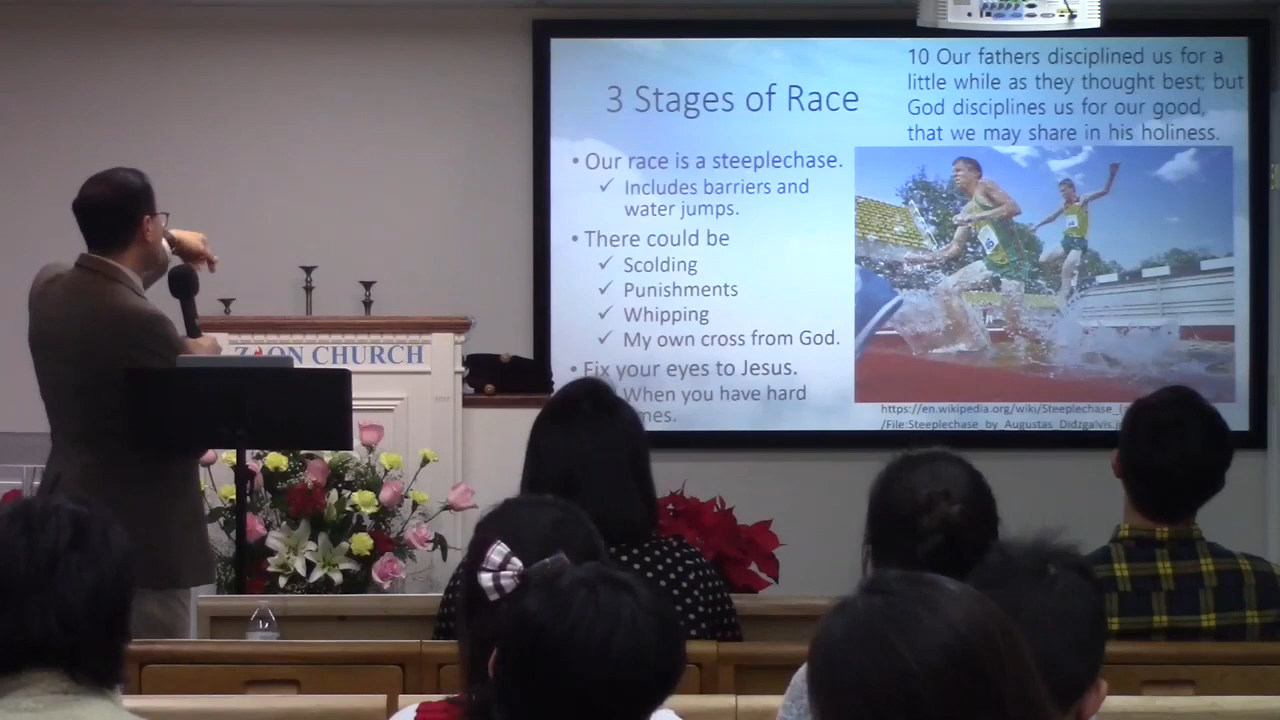 3 Stages of Race
• Our race is a steeplechase.
✓ Includes barriers and
water jumps.
• There could be
✓ Scolding
✓ Punishments
✓ Whipping
✓ My own cross from God.
• Fix your eyes to Jesus.
When you have hard
10 Our fathers disciplined us for a
little while as they thought best; but
God disciplines us for our good,
that we may share in his holiness.
https://en.wikipedia.org/wiki/Steeplechase_(
/File:Steeplechase_by_Augustas_Didzgalvis.j
ZION CHURCH